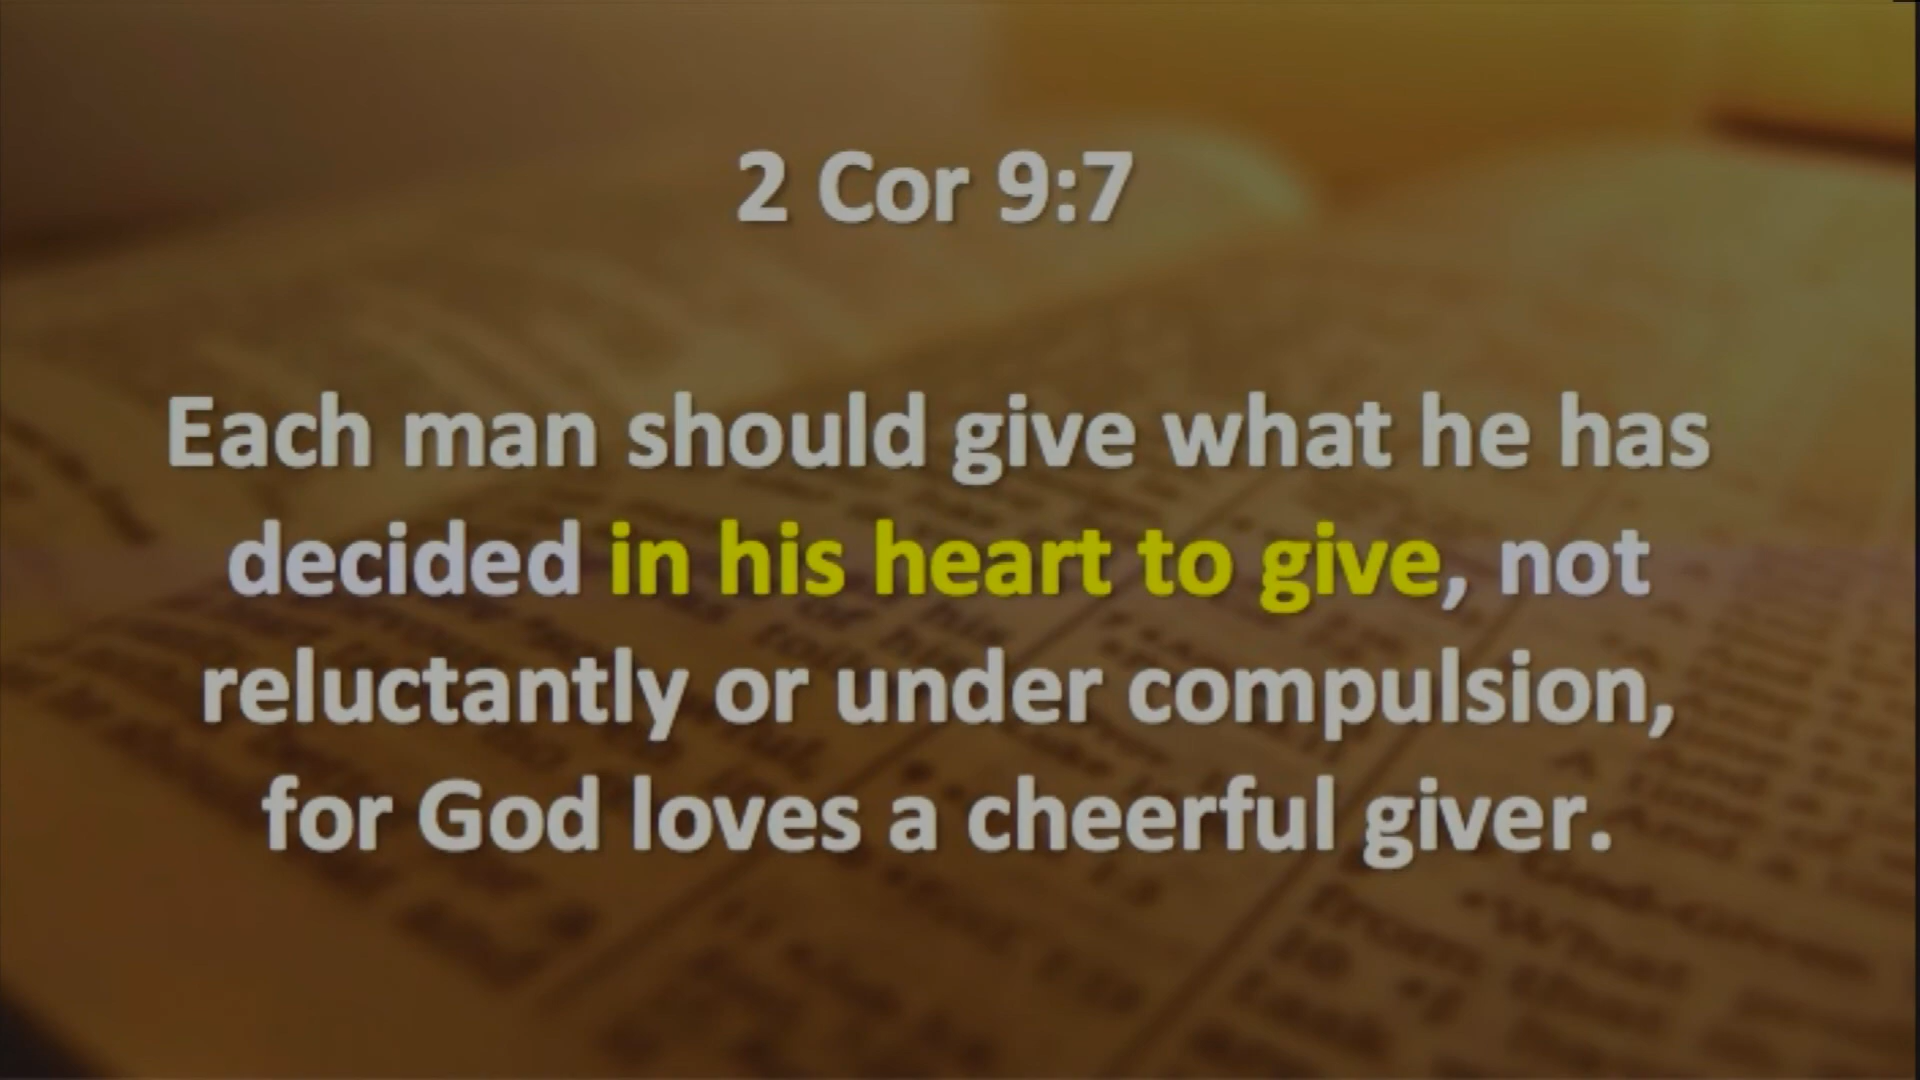 2 Cor 9:7
Each man should give what he has
decided in his heart to give, not
reluctantly or under compulsion,
for God loves a cheerful giver.